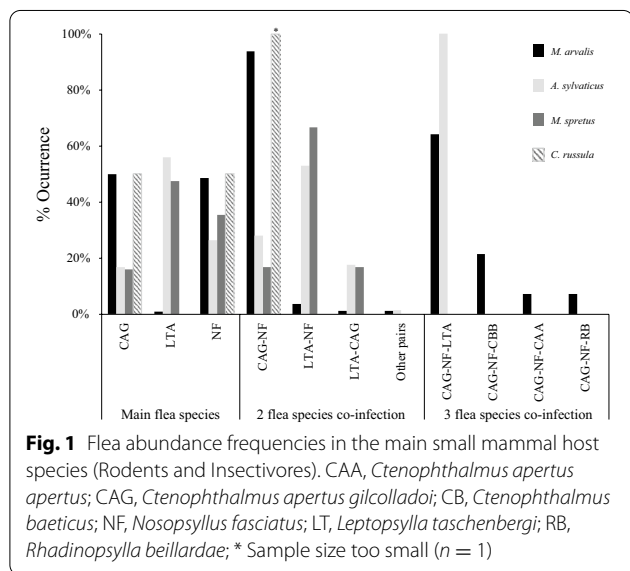 *
100%
80%
60%
40%
20%
0%
% Ocurrence
M. arvalis
A. sylvaticus
M. spretus
C. russula
CAG
LTA
NF
CAG-NF
LTA-NF
LTA-CAG
Other pairs
CAG-NF-LTA
CAG-NF-CBB
CAG-NF-CAA
CAG-NF-RB
Main flea species
2 flea species co-infection
3 flea species co-infection
Fig. 1 Flea abundance frequencies in the main small mammal host
species (Rodents and Insectivores). CAA, Ctenophthalmus apertus
apertus; CAG, Ctenophthalmus apertus gilcolladoi; CB, Ctenophthalmus
baeticus; NF, Nosopsyllus fasciatus; LT, Leptopsylla taschenbergi; RB,
Rhadinopsylla beillardae; * Sample size too small (n = 1)